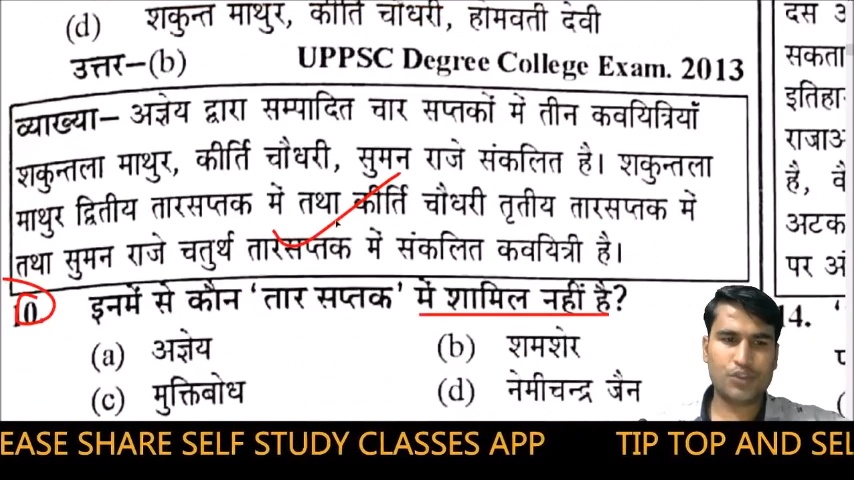 (d) शकुन्त माथुर, कीर्ति चौधरी, होमवती देवी
उत्तर–(b) UPPSC Degree College Exam. 2013
व्याख्या– अज्ञेय द्वारा सम्पादित चार सप्तकों में तीन कवयित्रियाँ
शकुन्तला माथुर, कीर्ति चौधरी, सुमन राजे संकलित है। शकुन्तला
माथुर द्वितीय तारसप्तक में तथा कीर्ति चौधरी तृतीय तारसप्तक में
तथा सुमन राजे चतुर्थ तारसप्तक में संकलित कवयित्री है।
10 इनमें से कौन 'तार सप्तक' में शामिल नहीं है?
(a) अज्ञेय (b) शमशेर
(c) मुक्तिबोध (d) नेमीचन्द्र जैन
दस
सकता
इतिहा
राजाअ
है,
अटक
पर
14.
EASE SHARE SELF STUDY CLASSES APP TIP TOP AND SEL